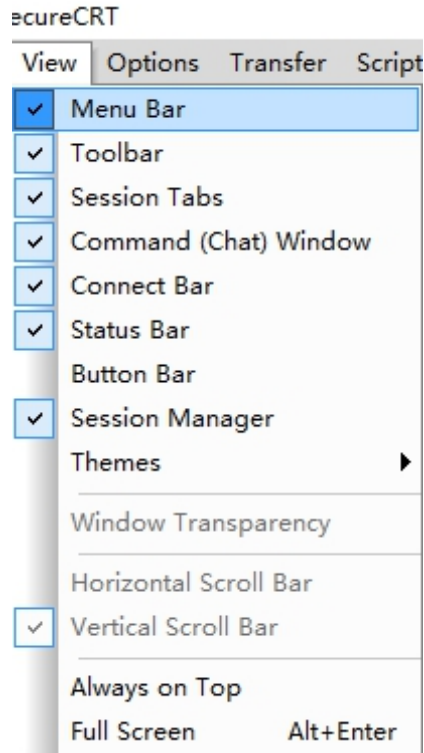 ecureCRT
View Options Transfer Script
Menu Bar
Toolbar
Session Tabs
Command (Chat) Window
Connect Bar
Status Bar
Button Bar
Session Manager
Themes
Window Transparency
Horizontal Scroll Bar
Vertical Scroll Bar
Always on Top
Full Screen Alt+Enter